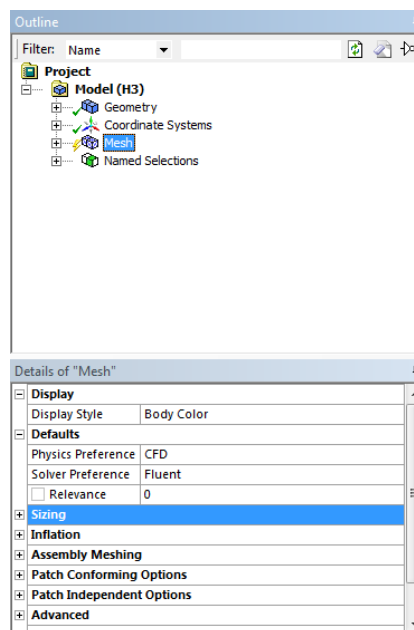 Outline
Filter: Name
Project
Model (H3)
Geometry
Coordinate Systems
Mesh
Named Selections
Details of "Mesh"
Display
Display Style Body Color
Defaults
Physics Preference CFD
Solver Preference Fluent
Relevance 0
Sizing
Inflation
Assembly Meshing
Patch Conforming Options
Patch Independent Options
Advanced